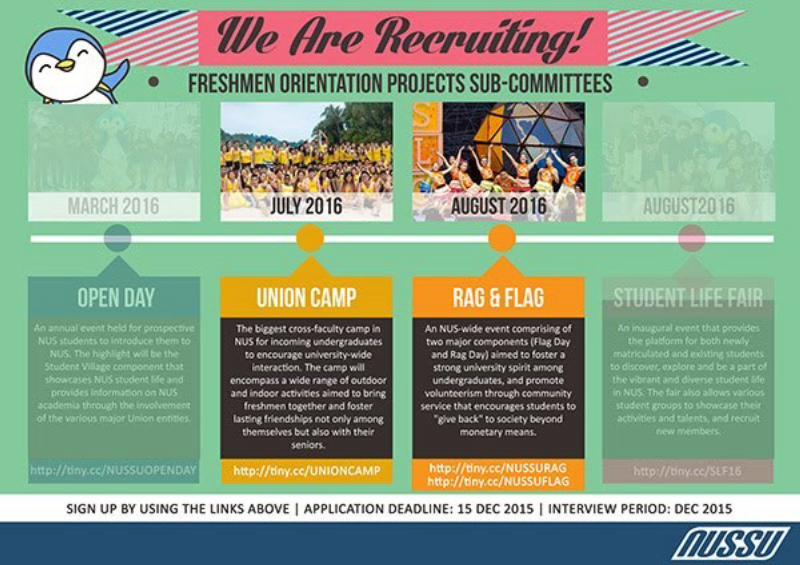 We Are Recruiting!
FRESHMEN ORIENTATION PROJECTS SUB-COMMITTEES
MARCH 2016
JULY 2016
AUGUST 2016
AUGUST2016
OPEN DAY
An annual event held for prospective
NUS students to introduce them to
NUS. The highlight will be the
Student Village component that
showcases NUS student life and
provides information on NUS
academia through the involvement
of the various major Union entities.
http://tiny.cc/NUSSUOPENDAY
UNION CAMP
The biggest cross-faculty camp in
NUS for incoming undergraduates
to encourage university-wide
interaction. The camp will
encompass a wide range of outdoor
and indoor activities aimed to bring
freshmen together and foster
lasting friendships not only among
themselves but also with their
seniors.
http://tiny.cc/UNIONCAMP
RAG & FLAG
An NUS-wide event comprising of
two major components (Flag Day
and Rag Day) aimed to foster a
strong university spirit among
undergraduates, and promote
volunteerism through community
service that encourages students to
"give back" to society beyond
monetary means.
http://tiny.cc/NUSSURAG
http://tiny.cc/NUSSUFLAG
STUDENT LIFE FAIR
An inaugural event that provides
the platform for both newly
matriculated and existing students
to discover, explore and be a part of
the vibrant and diverse student life
in NUS. The fair also allows various
student groups to showcase their
activities and talents, and recruit
new members.
http://tiny.cc/SLF16
SIGN UP BY USING THE LINKS ABOVE | APPLICATION DEADLINE: 15 DEC 2015 | INTERVIEW PERIOD: DEC 2015
NUSSU